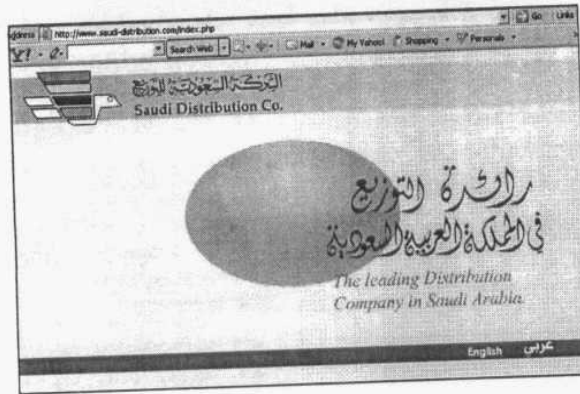 ddress http://www.saudi-distribution.com/index.php Go Links
Y! Search Web Mail My Yahoo! Shopping Personals
الشركة السعودية للتوزيع
Saudi Distribution Co.
رائدة التوزيع
في المملكة العربية السعودية
The leading Distribution
Company in Saudi Arabia.
English عربي